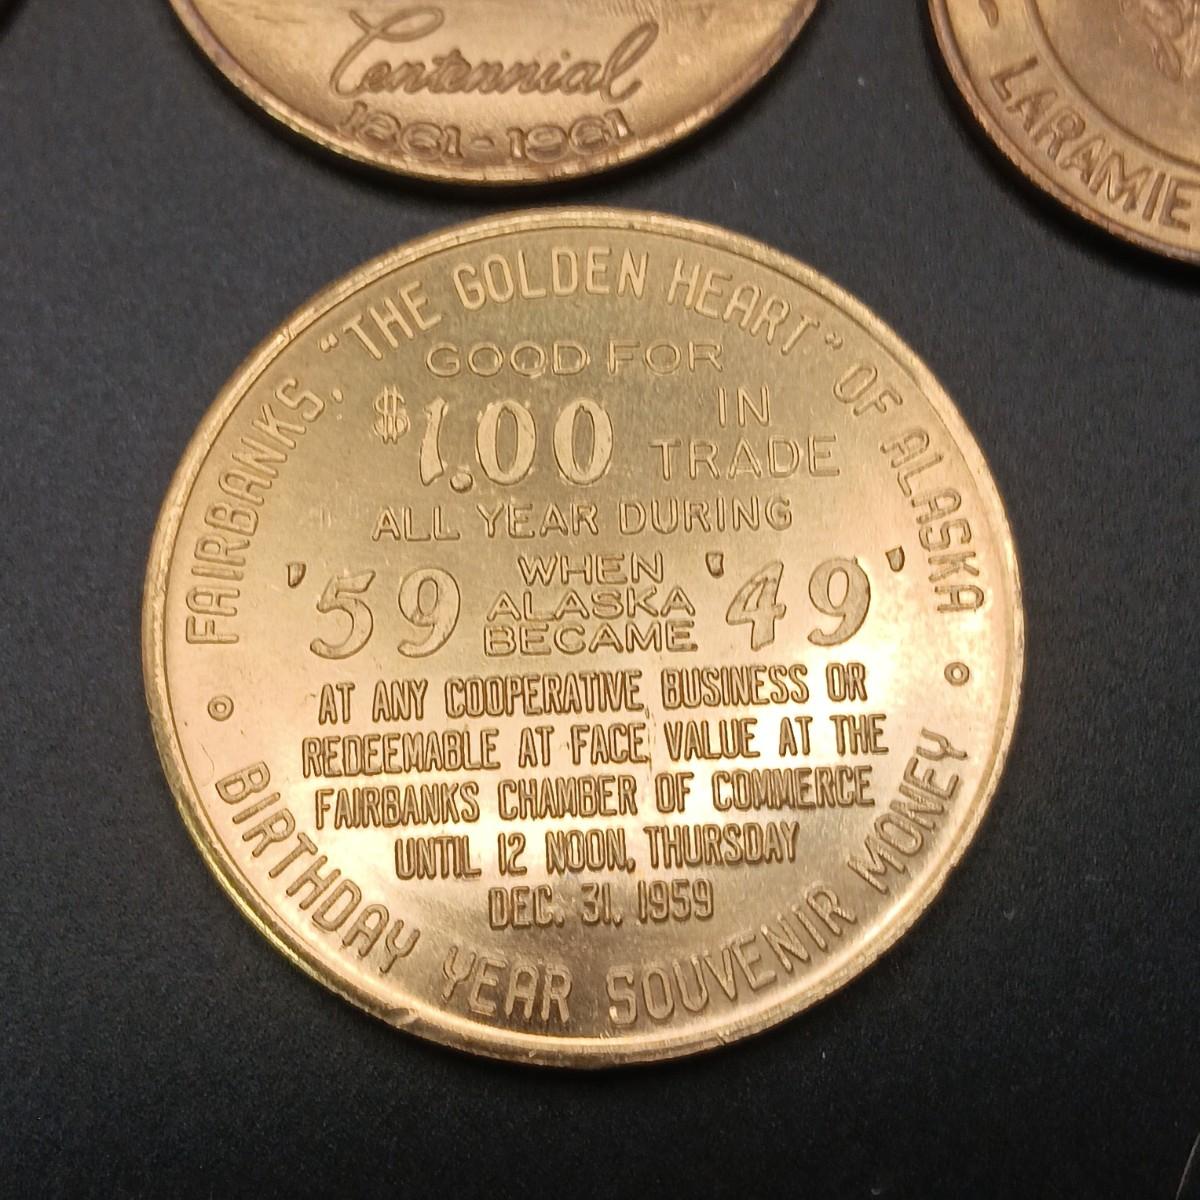 Centennial
1861-1961
LARAMIE
FAIRBANKS, "THE GOLDEN HEART" OF ALASKA
GOOD FOR
$1.00 IN TRADE
ALL YEAR DURING
'59 WHEN ALASKA BECAME '49'
AT ANY COOPERATIVE BUSINESS OR
REDEEMABLE AT FACE VALUE AT THE
FAIRBANKS CHAMBER OF COMMERCE
UNTIL 12 NOON, THURSDAY
DEC. 31, 1959
BIRTHDAY YEAR SOUVENIR MONEY